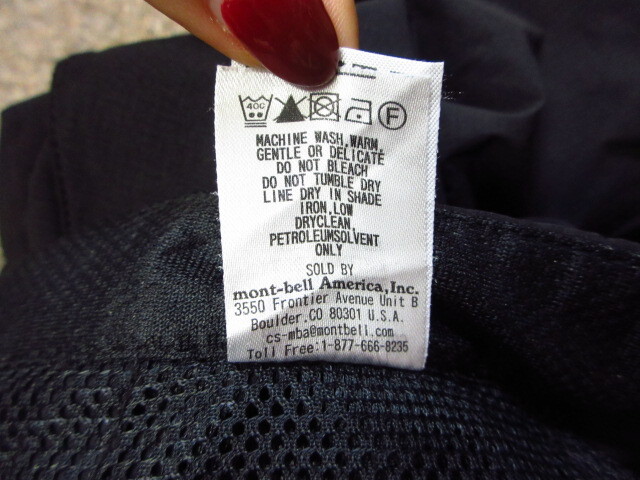 40C F
MACHINE WASH,WARM,
GENTLE OR DELICATE
DO NOT BLEACH
DO NOT TUMBLE DRY
LINE DRY IN SHADE
IRON,LOW
DRYCLEAN,
PETROLEUMSOLVENT
ONLY
SOLD BY
mont-bell America,Inc.
3550 Frontier Avenue Unit B
Boulder,CO 80301 U.S.A.
cs-mba@montbell.com
Toll Free:1-877-666-8235